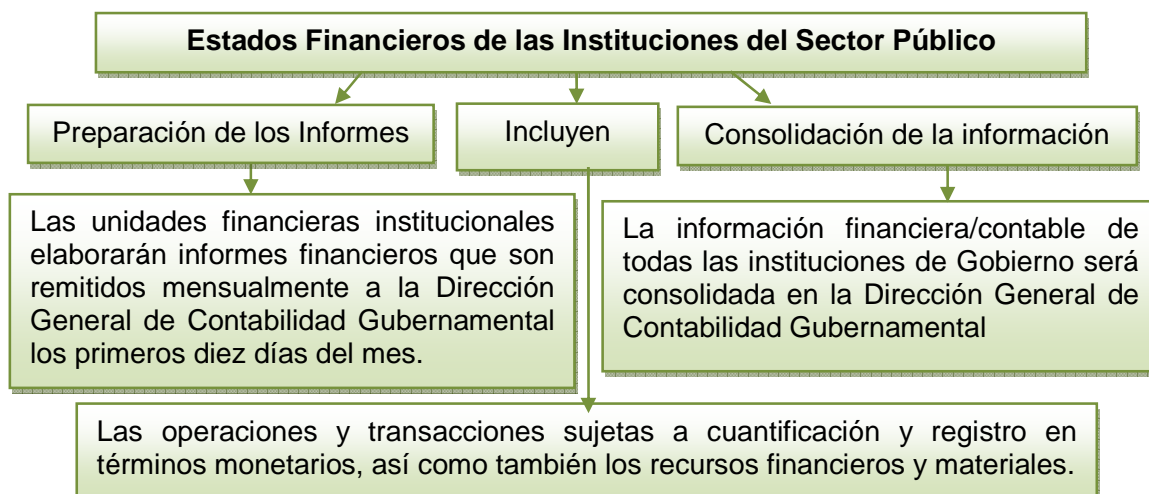 Estados Financieros de las Instituciones del Sector Público
Preparación de los Informes
Incluyen
Consolidación de la información
Las unidades financieras institucionales
elaborarán informes financieros que son
remitidos mensualmente a la Dirección
General de Contabilidad Gubernamental
los primeros diez días del mes.
La información financiera/contable de
todas las instituciones de Gobierno será
consolidada en la Dirección General de
Contabilidad Gubernamental
Las operaciones y transacciones sujetas a cuantificación y registro en
términos monetarios, así como también los recursos financieros y materiales.